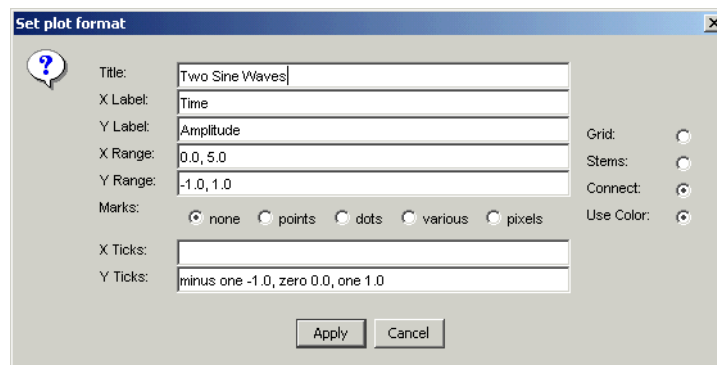 Set plot format
?
Title: Two Sine Waves
X Label: Time
Y Label: Amplitude
X Range: 0.0, 5.0
Y Range: -1.0, 1.0
Marks: none points dots various pixels
X Ticks:
Y Ticks: minus one -1.0, zero 0.0, one 1.0
Grid:
Stems:
Connect:
Use Color:
Apply Cancel